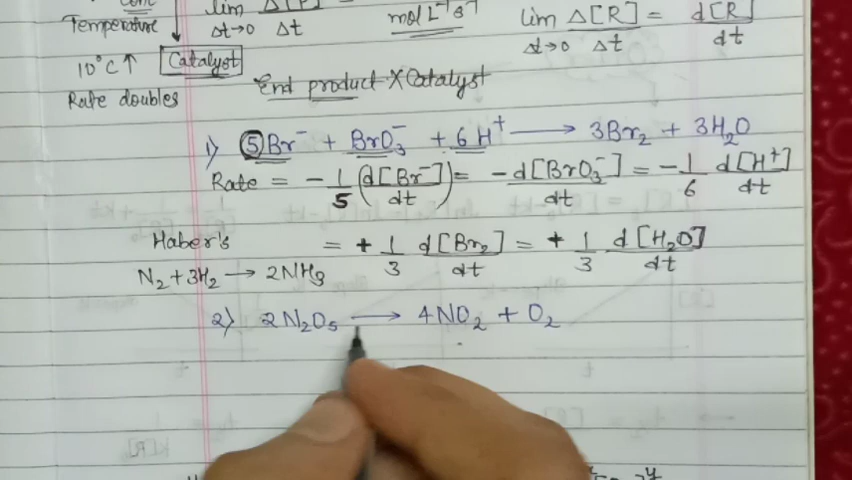 Temperature
10°C ↑ Catalyst
Rate doubles
lim Δ[R] = d[R]
Δt→0 Δt dt
lim
Δt→0 Δt
mol L⁻¹ s⁻¹
End product X Catalyst
1) 5Br⁻ + BrO₃⁻ + 6H⁺ → 3Br₂ + 3H₂O
Rate = -1/5 (d[Br⁻]/dt) = -d[BrO₃⁻]/dt = -1/6 d[H⁺]/dt
Haber's = +1/3 d[Br₂]/dt = +1/3 d[H₂O]/dt
N₂ + 3H₂ → 2NH₃
2) 2N₂O₅ → 4NO₂ + O₂